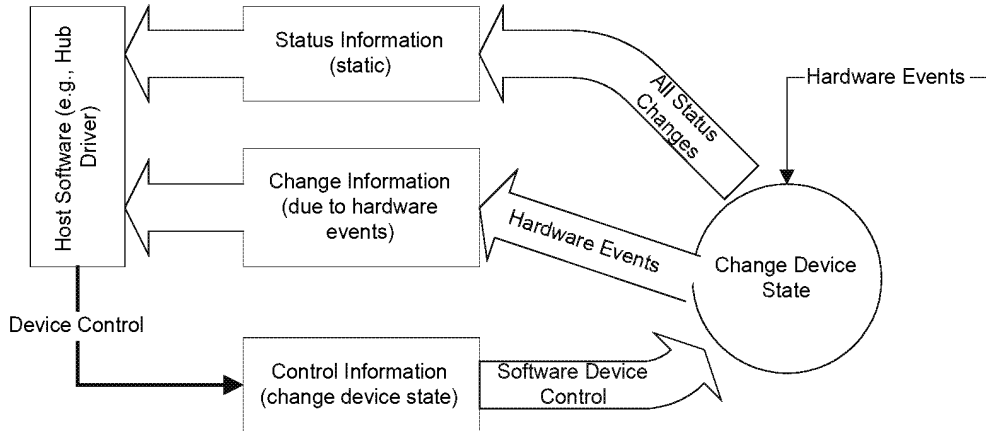 Host Software (e.g., Hub
Driver)
Status Information
(static)
All Status
Changes
Hardware Events
Change Information
(due to hardware
events)
Hardware Events
Change Device
State
Device Control
Control Information
(change device state)
Software Device
Control